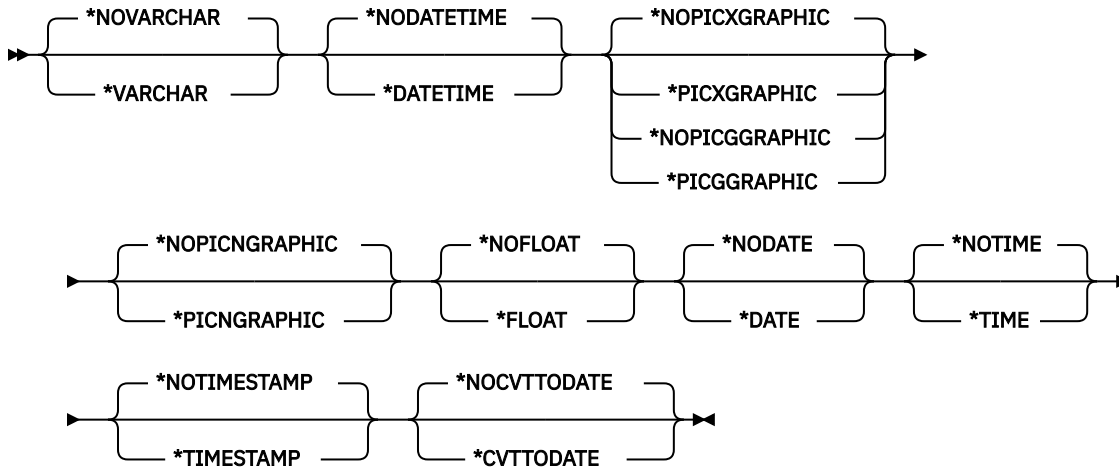 *NOVARCHAR *NODATETIME *NOPICXGRAPHIC
*VARCHAR *DATETIME *PICXGRAPHIC
*NOPICGGRAPHIC
*PICGGRAPHIC
*NOPICNGRAPHIC *NOFLOAT *NODATE *NOTIME
*PICNGRAPHIC *FLOAT *DATE *TIME
*NOTIMESTAMP *NOCVTTODATE
*TIMESTAMP *CVTTODATE